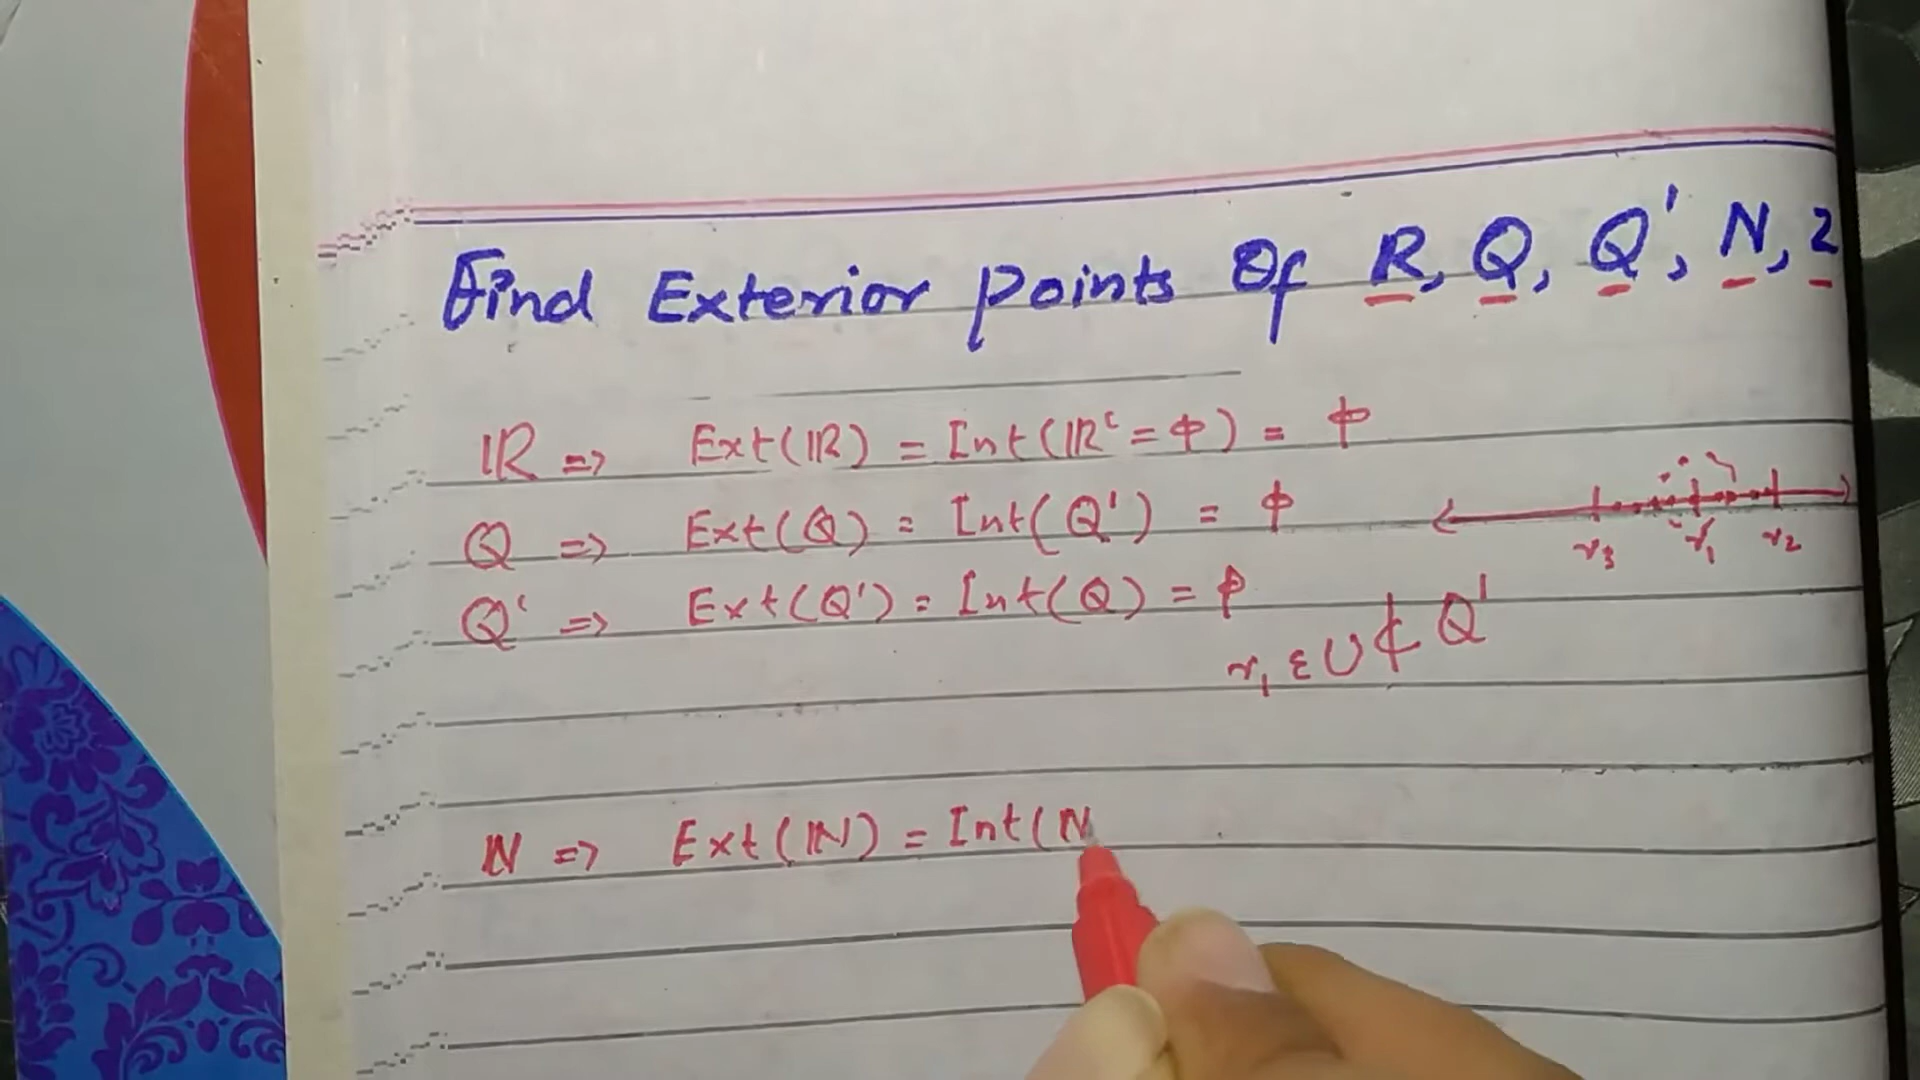 Find Exterior Points Of R, Q, Q', N, Z
ℝ => Ext(ℝ) = Int(ℝᶜ = φ) = φ
Q => Ext(Q) = Int(Q') = φ
r₃ r₁ r₂
Q' => Ext(Q') = Int(Q) = φ
r₁ ε U ⊄ Q'
ℕ => Ext(ℕ) = Int(ℕ